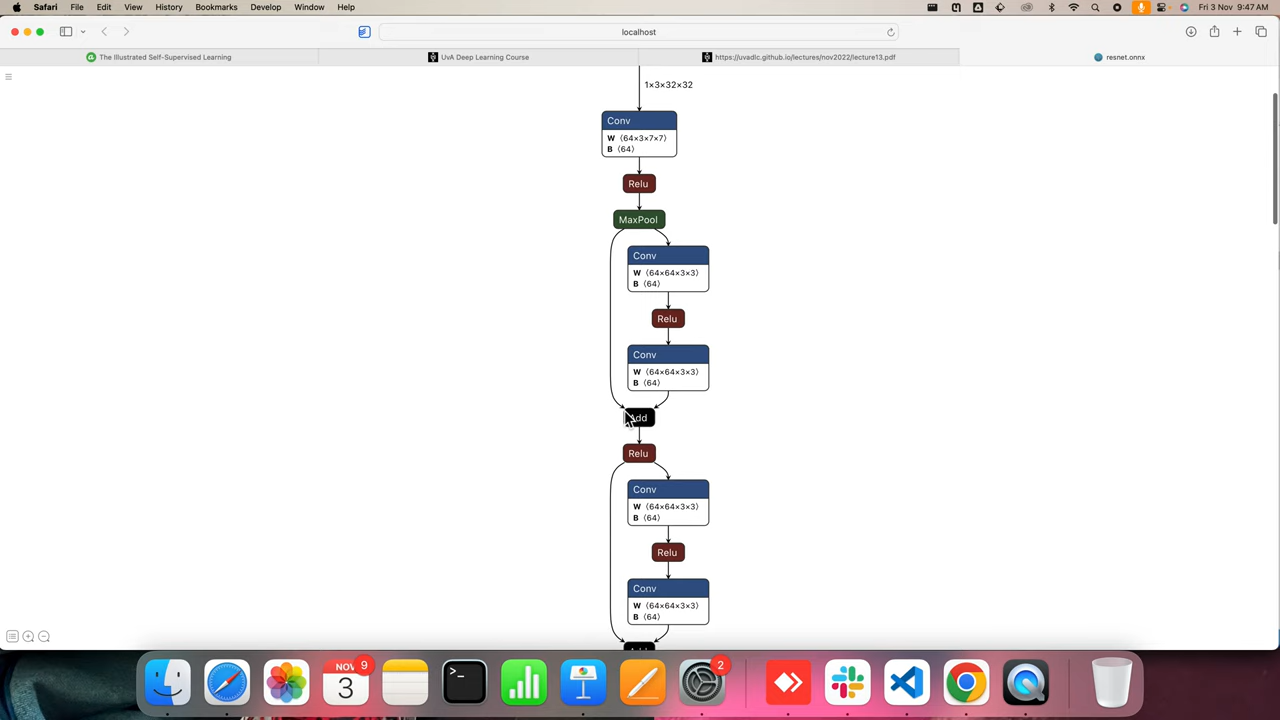 Safari File Edit View History Bookmarks Develop Window Help
Fri 3 Nov 9:47 AM
localhost
The Illustrated Self-Supervised Learning
UvA Deep Learning Course
https://uvadlc.github.io/lectures/nov2022/lecture13.pdf
resnet.onnx
1×3×32×32
Conv
W ⟨64×3×7×7⟩
B ⟨64⟩
Relu
MaxPool
Conv
W ⟨64×64×3×3⟩
B ⟨64⟩
Relu
Conv
W ⟨64×64×3×3⟩
B ⟨64⟩
Add
Relu
Conv
W ⟨64×64×3×3⟩
B ⟨64⟩
Relu
Conv
W ⟨64×64×3×3⟩
B ⟨64⟩
NOV
3
9
2